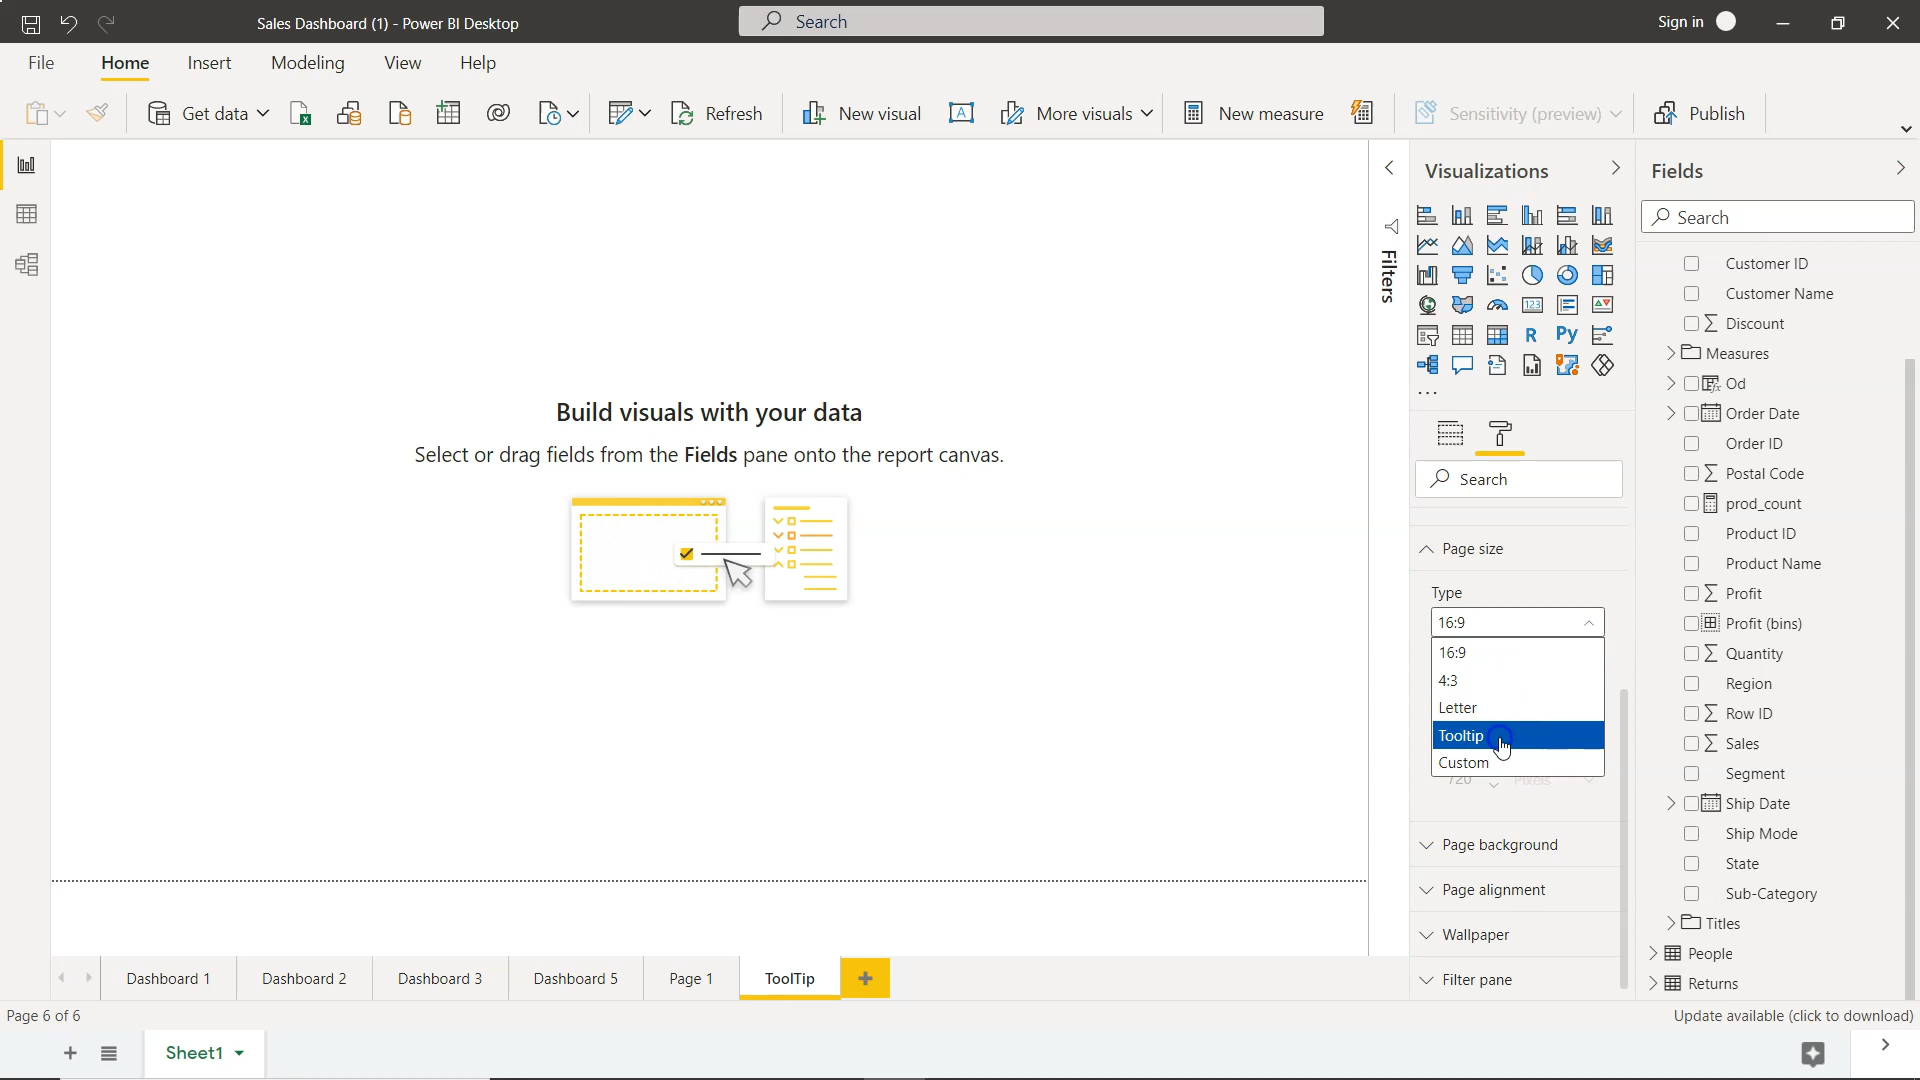 Sales Dashboard (1) - Power BI Desktop
Search
Sign in
File
Home
Insert
Modeling
View
Help
Get data
Refresh
New visual
More visuals
New measure
Sensitivity (preview)
Publish
Build visuals with your data
Select or drag fields from the Fields pane onto the report canvas.
Filters
Visualizations
123
R
Py
Search
Page size
Type
16:9
16:9
4:3
Letter
Tooltip
Custom
720
Pixels
Page background
Page alignment
Wallpaper
Filter pane
Fields
Search
Customer ID
Customer Name
Discount
Measures
Od
Order Date
Order ID
Postal Code
prod_count
Product ID
Product Name
Profit
Profit (bins)
Quantity
Region
Row ID
Sales
Segment
Ship Date
Ship Mode
State
Sub-Category
Titles
People
Returns
Dashboard 1
Dashboard 2
Dashboard 3
Dashboard 5
Page 1
ToolTip
Page 6 of 6
Update available (click to download)
Sheet1